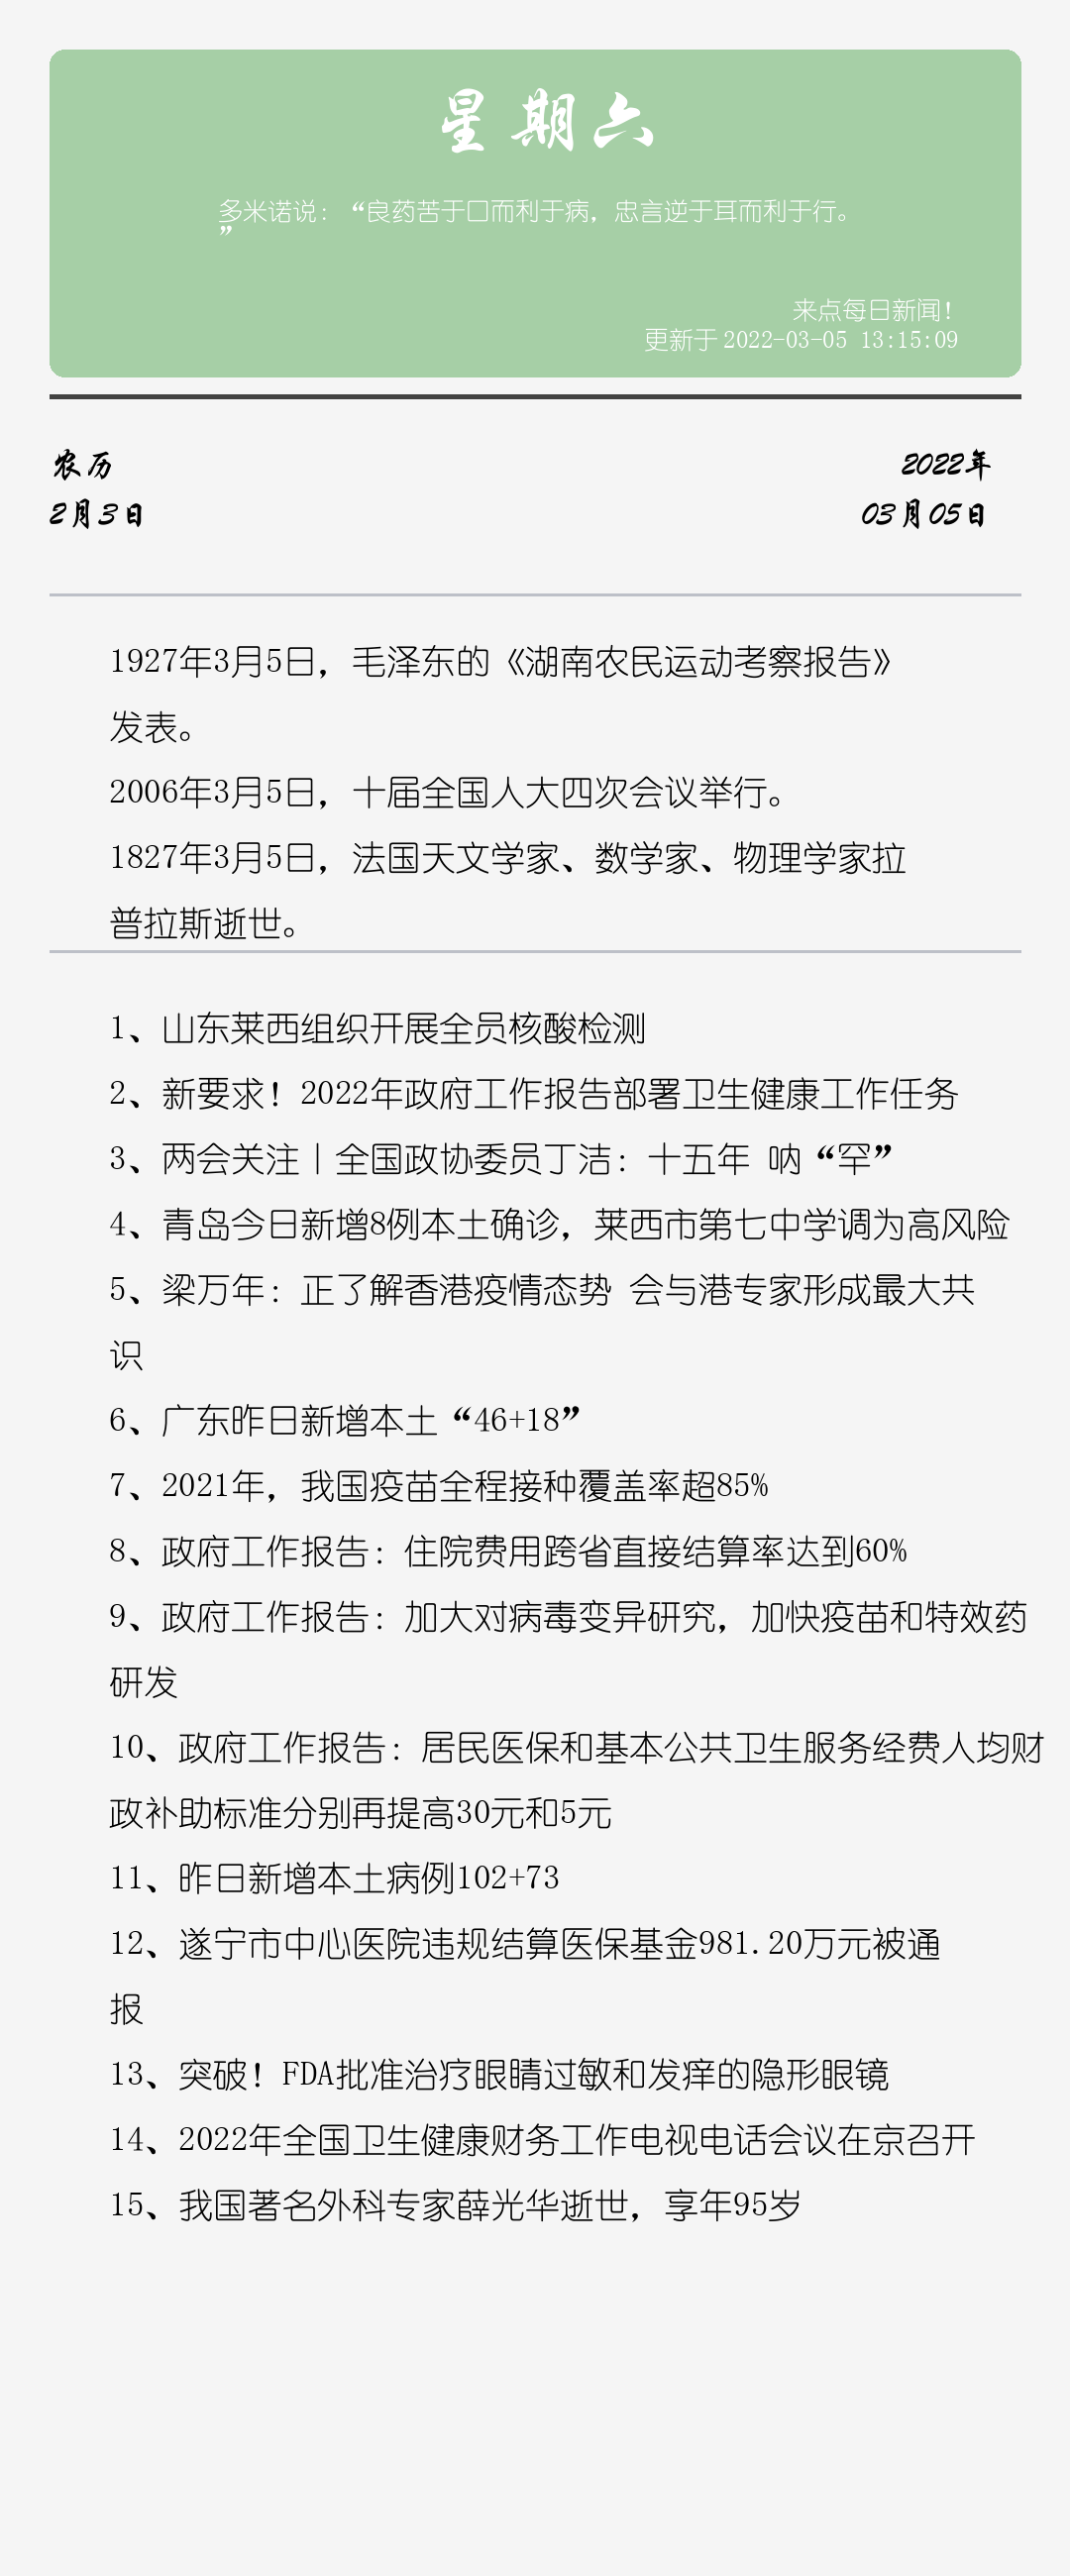 星期六
多米诺说：“良药苦于口而利于病，忠言逆于耳而利于行。
”
来点每日新闻！
更新于 2022-03-05 13:15:09
农历
2022年
2月3日
03月05日
1927年3月5日，毛泽东的《湖南农民运动考察报告》
发表。
2006年3月5日，十届全国人大四次会议举行。
1827年3月5日，法国天文学家、数学家、物理学家拉
普拉斯逝世。
1、山东莱西组织开展全员核酸检测
2、新要求！2022年政府工作报告部署卫生健康工作任务
3、两会关注｜全国政协委员丁洁：十五年 呐“罕”
4、青岛今日新增8例本土确诊，莱西市第七中学调为高风险
5、梁万年：正了解香港疫情态势 会与港专家形成最大共
识
6、广东昨日新增本土“46+18”
7、2021年，我国疫苗全程接种覆盖率超85%
8、政府工作报告：住院费用跨省直接结算率达到60%
9、政府工作报告：加大对病毒变异研究，加快疫苗和特效药
研发
10、政府工作报告：居民医保和基本公共卫生服务经费人均财
政补助标准分别再提高30元和5元
11、昨日新增本土病例102+73
12、遂宁市中心医院违规结算医保基金981.20万元被通
报
13、突破！FDA批准治疗眼睛过敏和发痒的隐形眼镜
14、2022年全国卫生健康财务工作电视电话会议在京召开
15、我国著名外科专家薛光华逝世，享年95岁